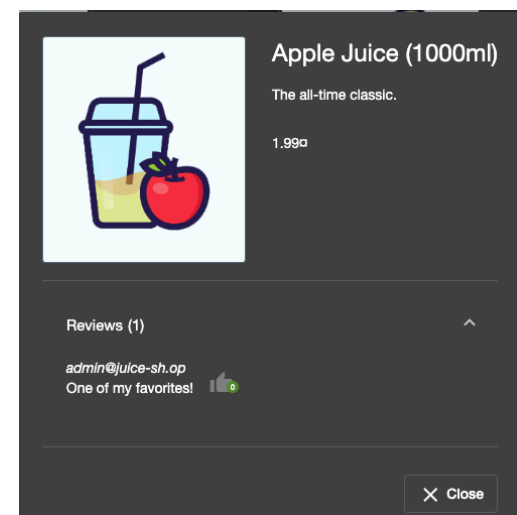 Apple Juice (1000ml)
The all-time classic.
1.99¤
Reviews (1)
admin@juice-sh.op
One of my favorites!
0
Close